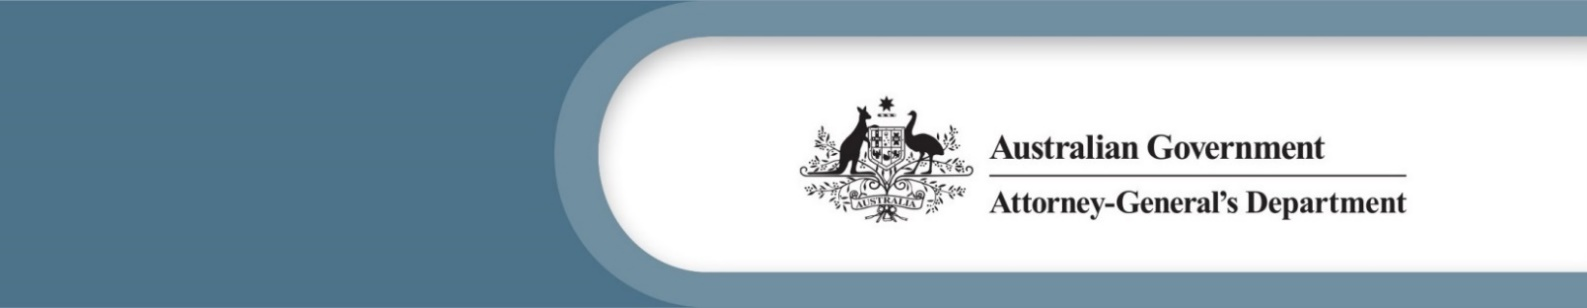 AUSTRALIA
Australian Government
Attorney-General's Department